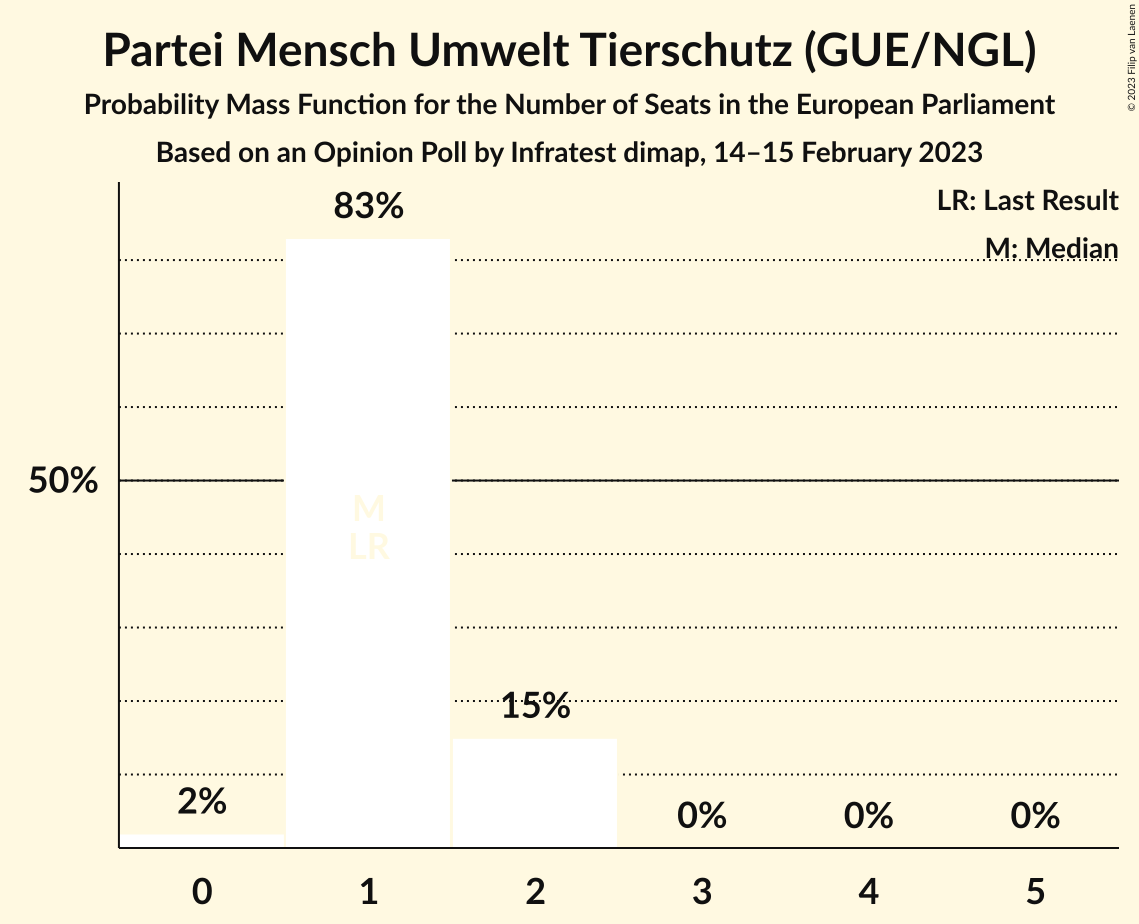 Partei Mensch Umwelt Tierschutz (GUE/NGL)
Probability Mass Function for the Number of Seats in the European Parliament
Based on an Opinion Poll by Infratest dimap, 14–15 February 2023
© 2023 Filip van Laenen
LR: Last Result
M: Median
83%
50%
M
LR
15%
2%
0%
0%
0%
0
1
2
3
4
5